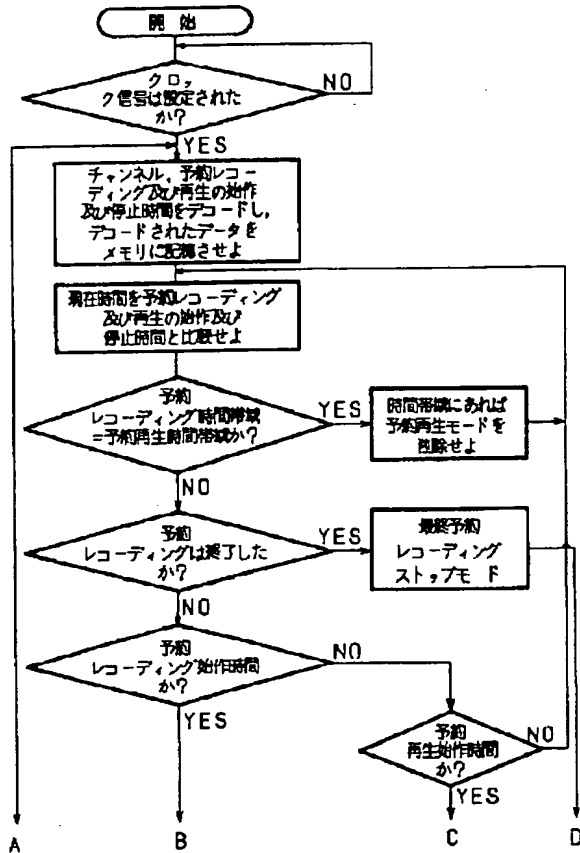 開始
クロッ
ク信号は設定された
か?
NO
YES
チャンネル、予約レコー
ディング及び再生の始作
及び停止時間をデコードし,
デコードされたデータを
メモリに記憶させよ
現在時間を予約レコーディング
及び再生の始作及び
停止時間と比較せよ
予約
レコーディング時間帯域
=予約再生時間帯域か?
YES
時間帯域にあれば
予約再生モードを
削除せよ
NO
予約
レコーディングは終了した
か?
YES
最終予約
レコーディング
ストップモード
NO
予約
レコーディング始作時間
か?
NO
YES
予約
再生始作時間
か?
NO
YES
A
B
C
D